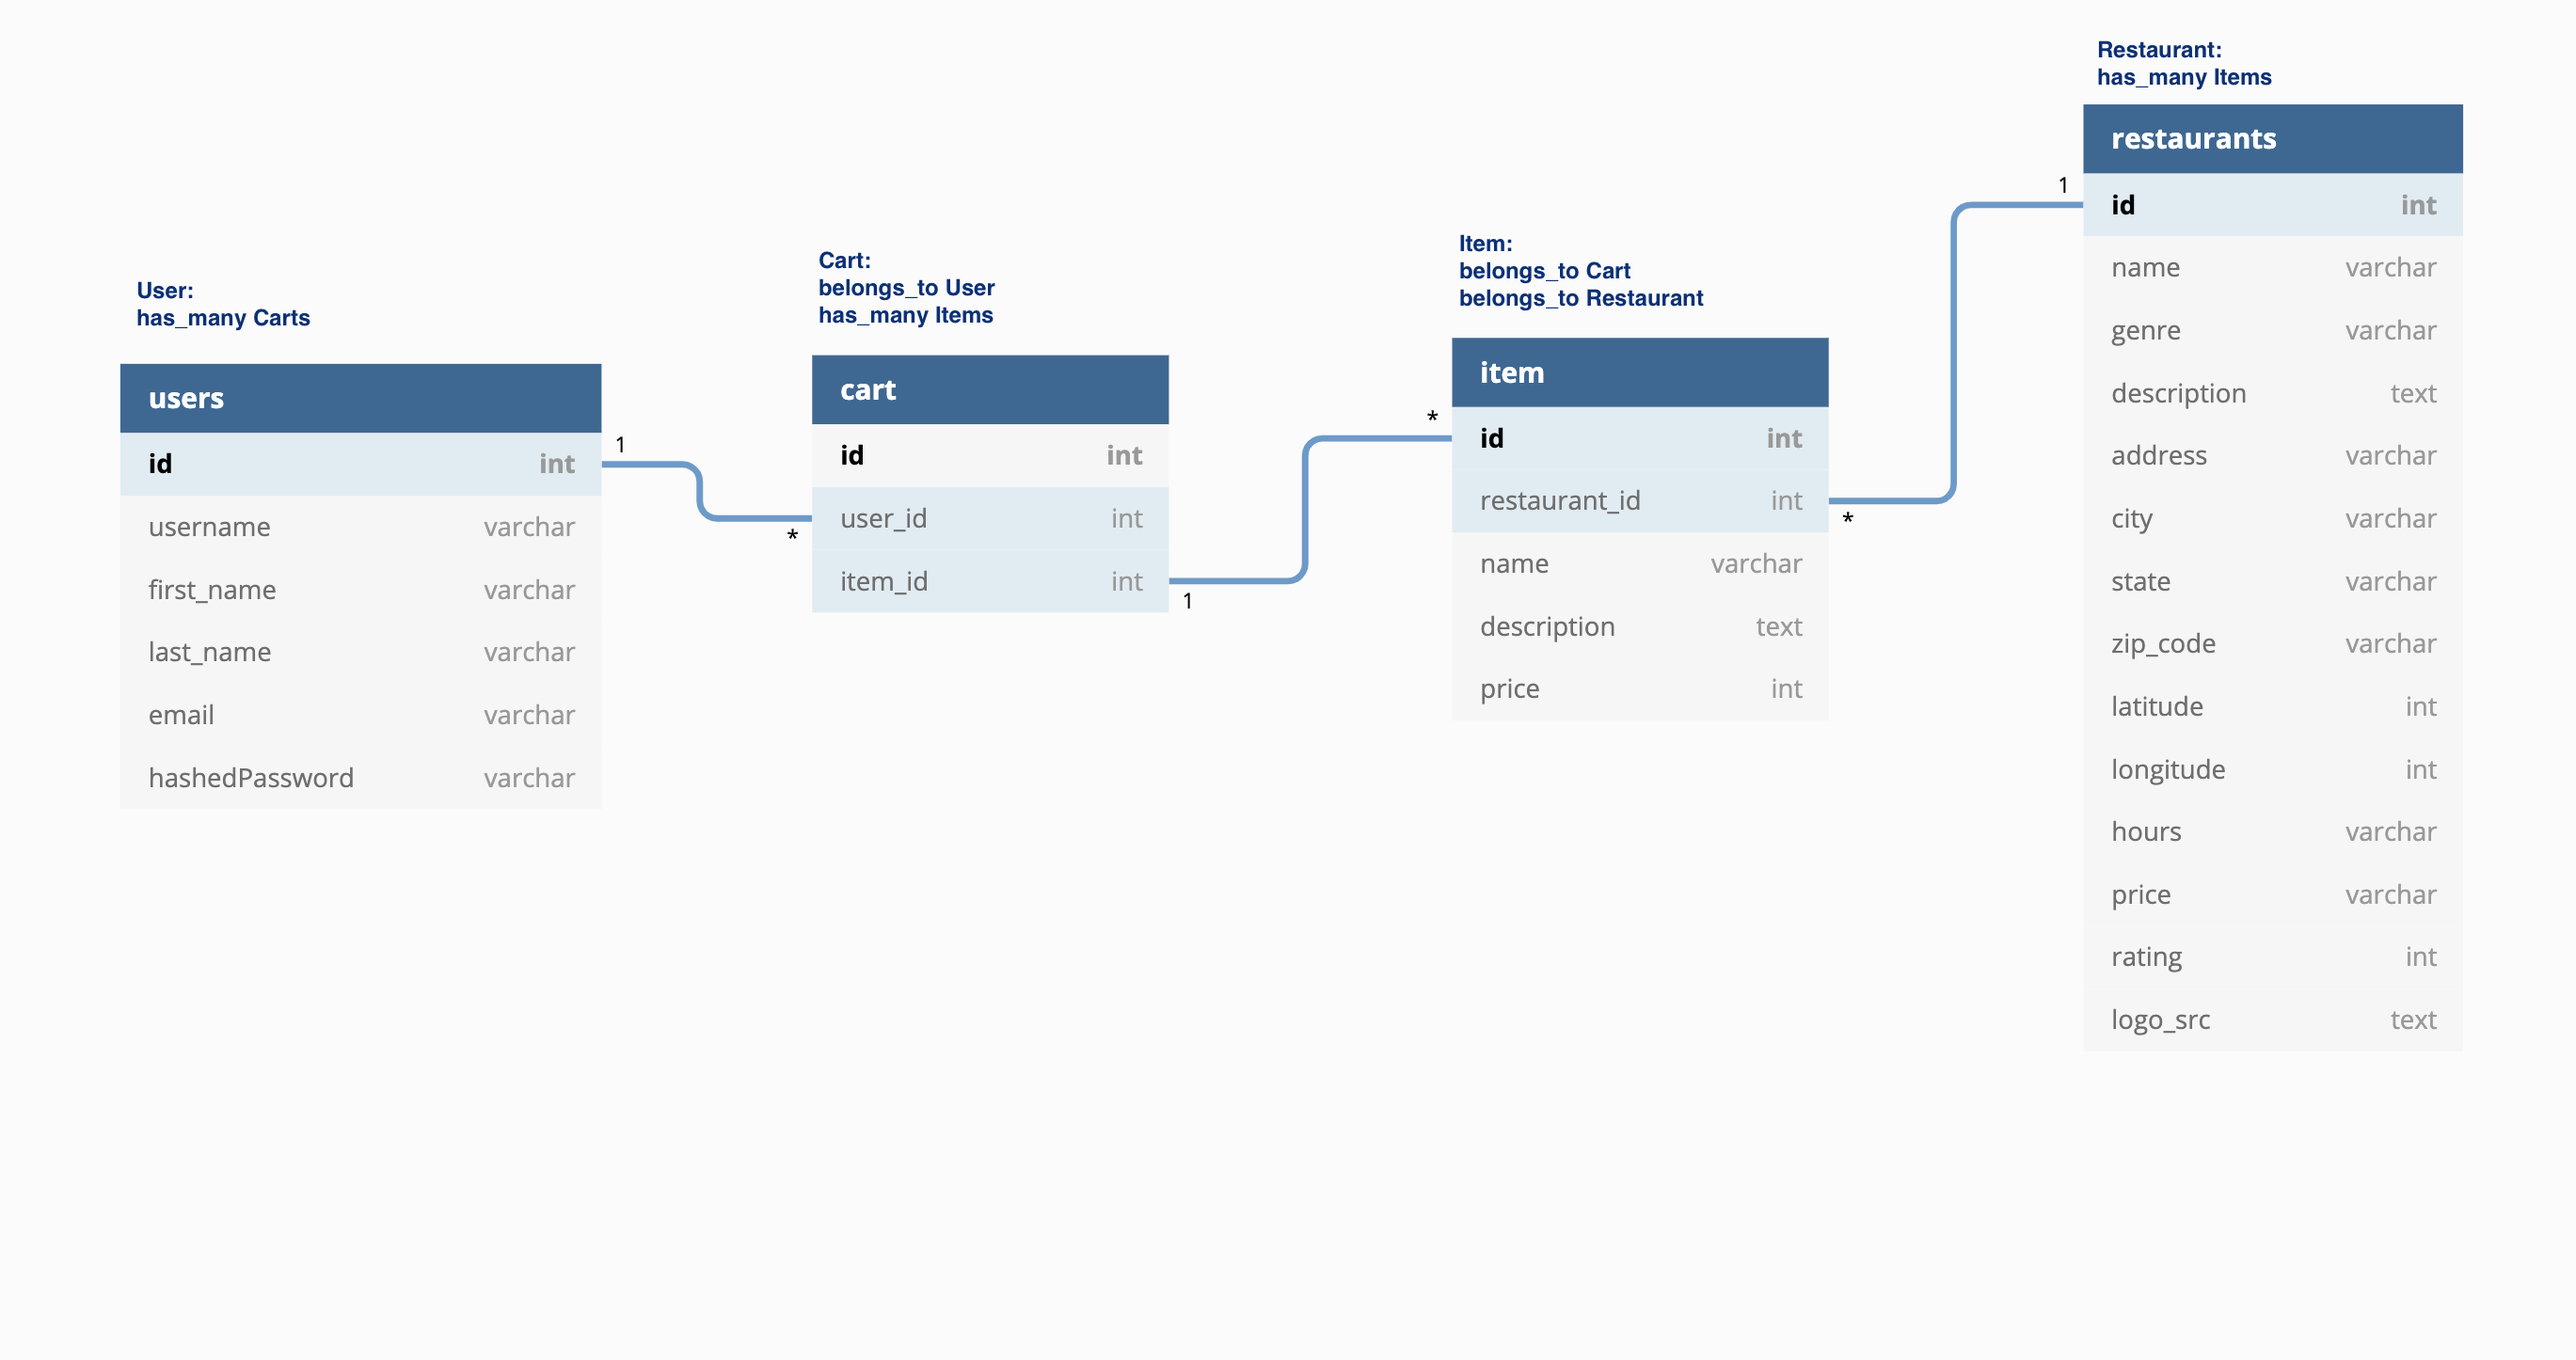 User:
has_many Carts
users
id int
username varchar
first_name varchar
last_name varchar
email varchar
hashedPassword varchar
1
*
Cart:
belongs_to User
has_many Items
cart
id int
user_id int
item_id int
1
*
Item:
belongs_to Cart
belongs_to Restaurant
item
id int
restaurant_id int
name varchar
description text
price int
*
1
Restaurant:
has_many Items
restaurants
id int
name varchar
genre varchar
description text
address varchar
city varchar
state varchar
zip_code varchar
latitude int
longitude int
hours varchar
price varchar
rating int
logo_src text